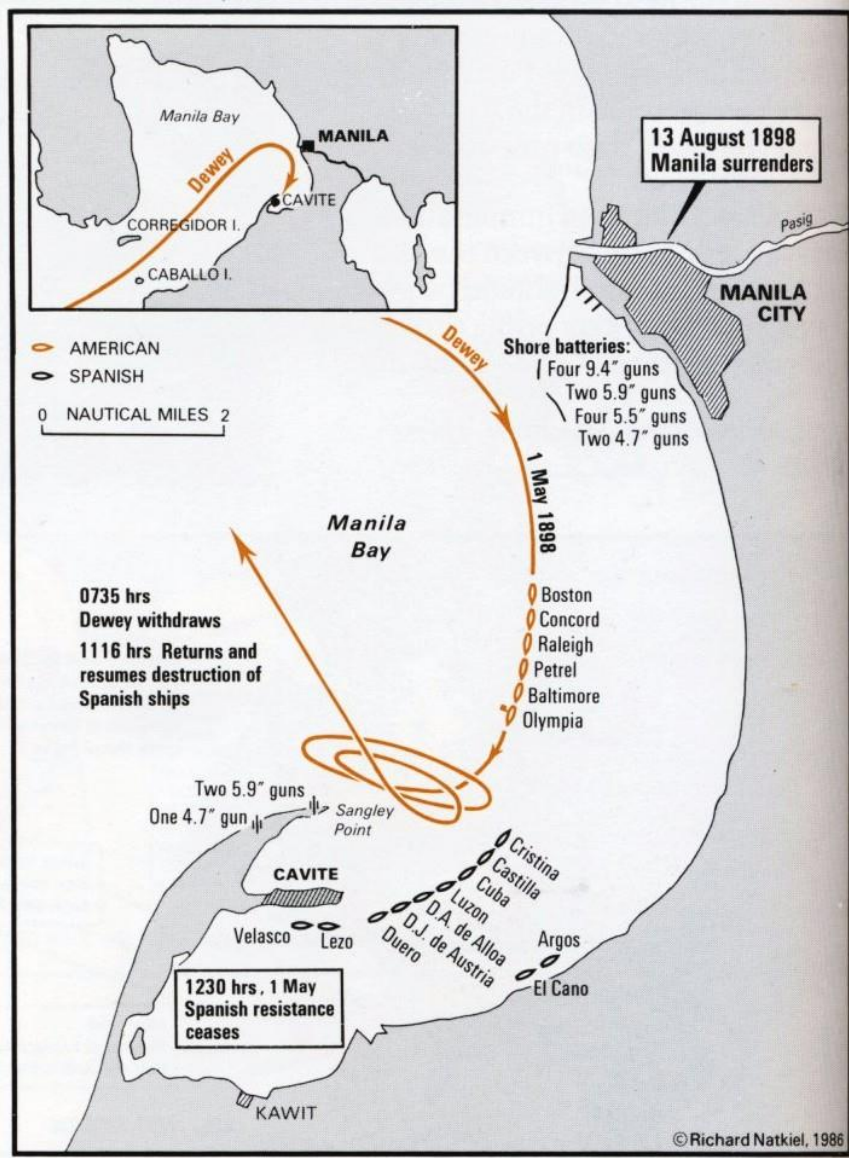 Manila Bay
MANILA
Dewey
CAVITE
CORREGIDOR I.
CABALLO I.
13 August 1898
Manila surrenders
Pasig
MANILA
CITY
AMERICAN
SPANISH
0 NAUTICAL MILES 2
Dewey
Shore batteries:
Four 9.4" guns
Two 5.9" guns
Four 5.5" guns
Two 4.7" guns
1 May 1898
Manila
Bay
0735 hrs
Dewey withdraws
1116 hrs Returns and
resumes destruction of
Spanish ships
Boston
Concord
Raleigh
Petrel
Baltimore
Olympia
Two 5.9" guns
One 4.7" gun
Sangley
Point
CAVITE
Cristina
Castilla
Cuba
Luzon
D.A. de Alloa
D.J. de Austria
Duero
Velasco
Lezo
Argos
El Cano
1230 hrs, 1 May
Spanish resistance
ceases
KAWIT
©Richard Natkiel, 1986